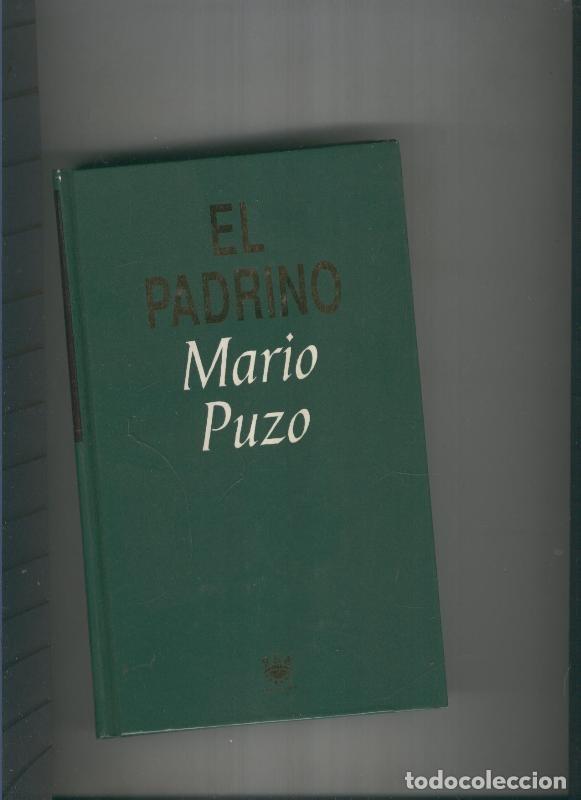 EL
PADRINO
Mario
Puzo
todocoleccion